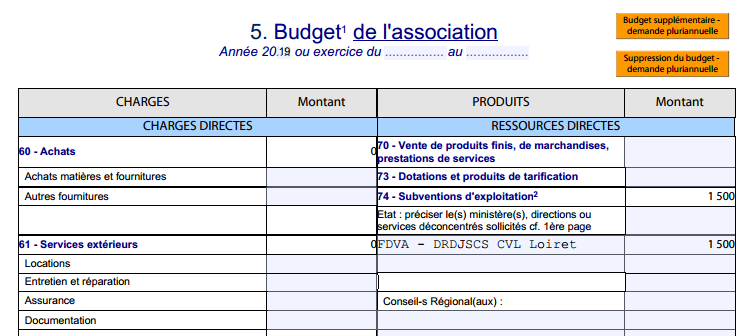 Budget supplémentaire -
demande pluriannuelle
5. Budget¹ de l'association
Année 20.19 ou exercice du ................ au .................
Suppression du budget -
demande pluriannuelle
CHARGES Montant PRODUITS Montant
CHARGES DIRECTES RESSOURCES DIRECTES
60 - Achats 0 70 - Vente de produits finis, de marchandises,
prestations de services
Achats matières et fournitures 73 - Dotations et produits de tarification
Autres fournitures 74 - Subventions d'exploitation² 1 500
Etat : préciser le(s) ministère(s), directions ou
services déconcentrés sollicités cf. 1ère page
61 - Services extérieurs 0 FDVA - DRDJSCS CVL Loiret 1 500
Locations
Entretien et réparation
Assurance Conseil-s Régional(aux) :
Documentation